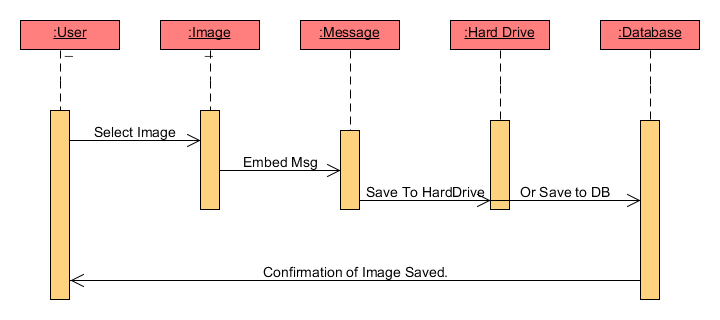 :User
:Image
:Message
:Hard Drive
:Database
Select Image
Embed Msg
Save To HardDrive
Or Save to DB
Confirmation of Image Saved.